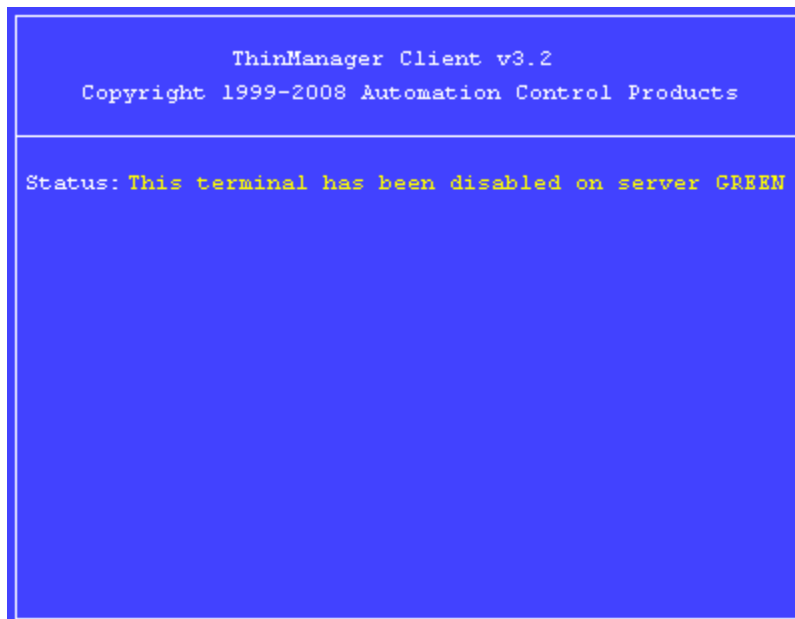 ThinManager Client v3.2
Copyright 1999-2008 Automation Control Products
Status: This terminal has been disabled on server GREEN